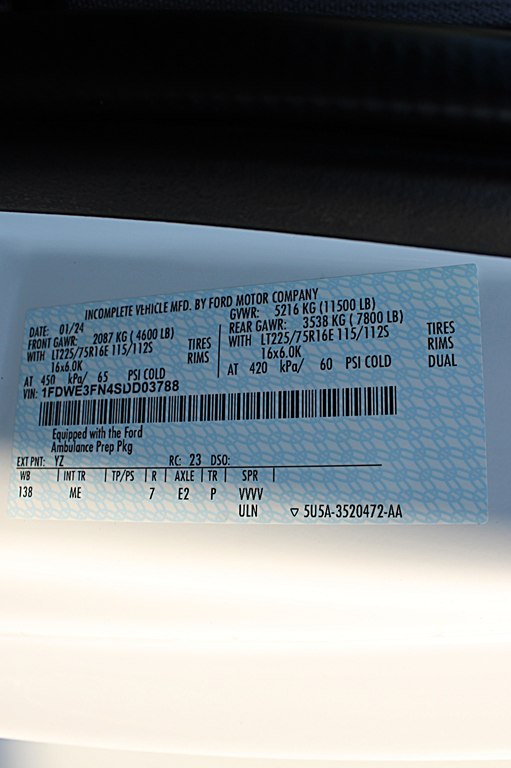 INCOMPLETE VEHICLE MFD. BY FORD MOTOR COMPANY
DATE: 01/24 GVWR: 5216 KG (11500 LB)
FRONT GAWR: 2087 KG (4600 LB) REAR GAWR: 3538 KG (7800 LB)
WITH LT225/75R16E 115/112S TIRES WITH LT225/75R16E 115/112S TIRES
16x6.0K RIMS 16x6.0K RIMS
AT 450 kPa/ 65 PSI COLD AT 420 kPa/ 60 PSI COLD DUAL
VIN: 1FDWE3FN4SDD03788
Equipped with the Ford
Ambulance Prep Pkg
EXT PNT: YZ RC: 23 DSO:
WB INT TR TP/PS R AXLE TR SPR
138 ME 7 E2 P VVVV
ULN ▽ 5U5A-3520472-AA